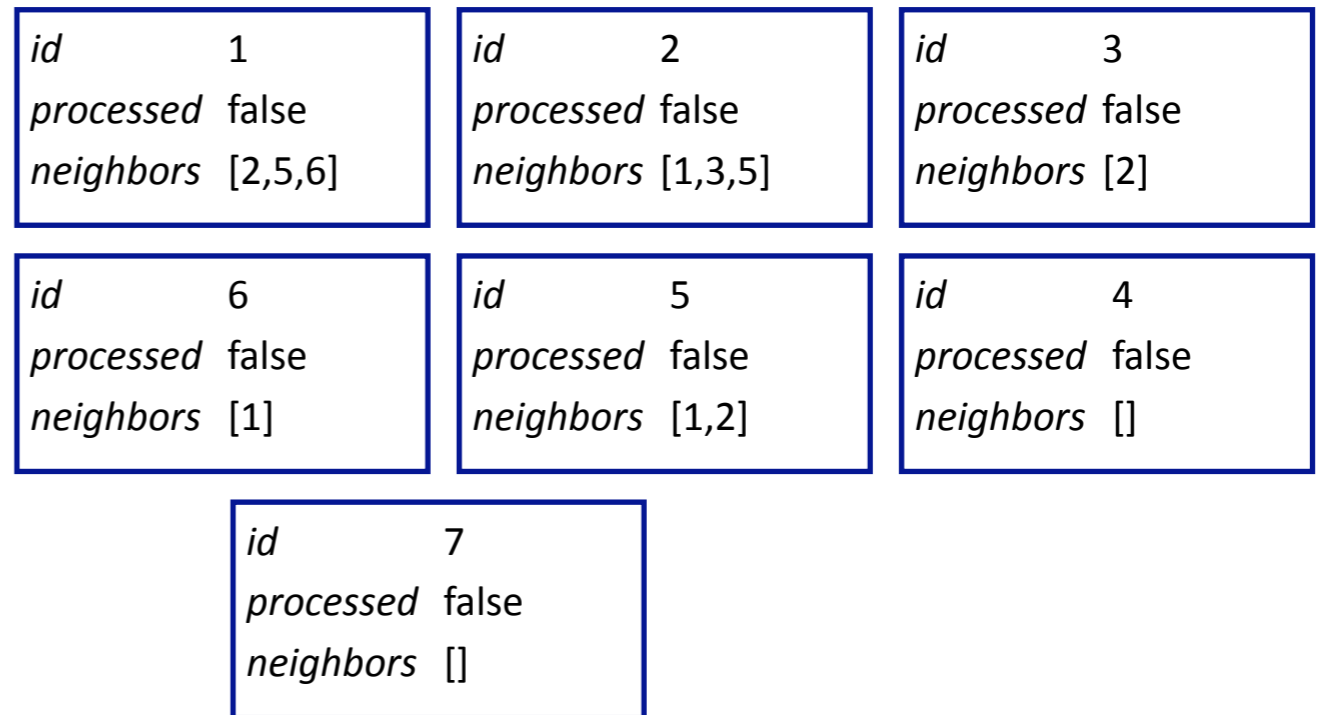 id 1
processed false
neighbors [2,5,6]
id 2
processed false
neighbors [1,3,5]
id 3
processed false
neighbors [2]
id 6
processed false
neighbors [1]
id 5
processed false
neighbors [1,2]
id 4
processed false
neighbors []
id 7
processed false
neighbors []